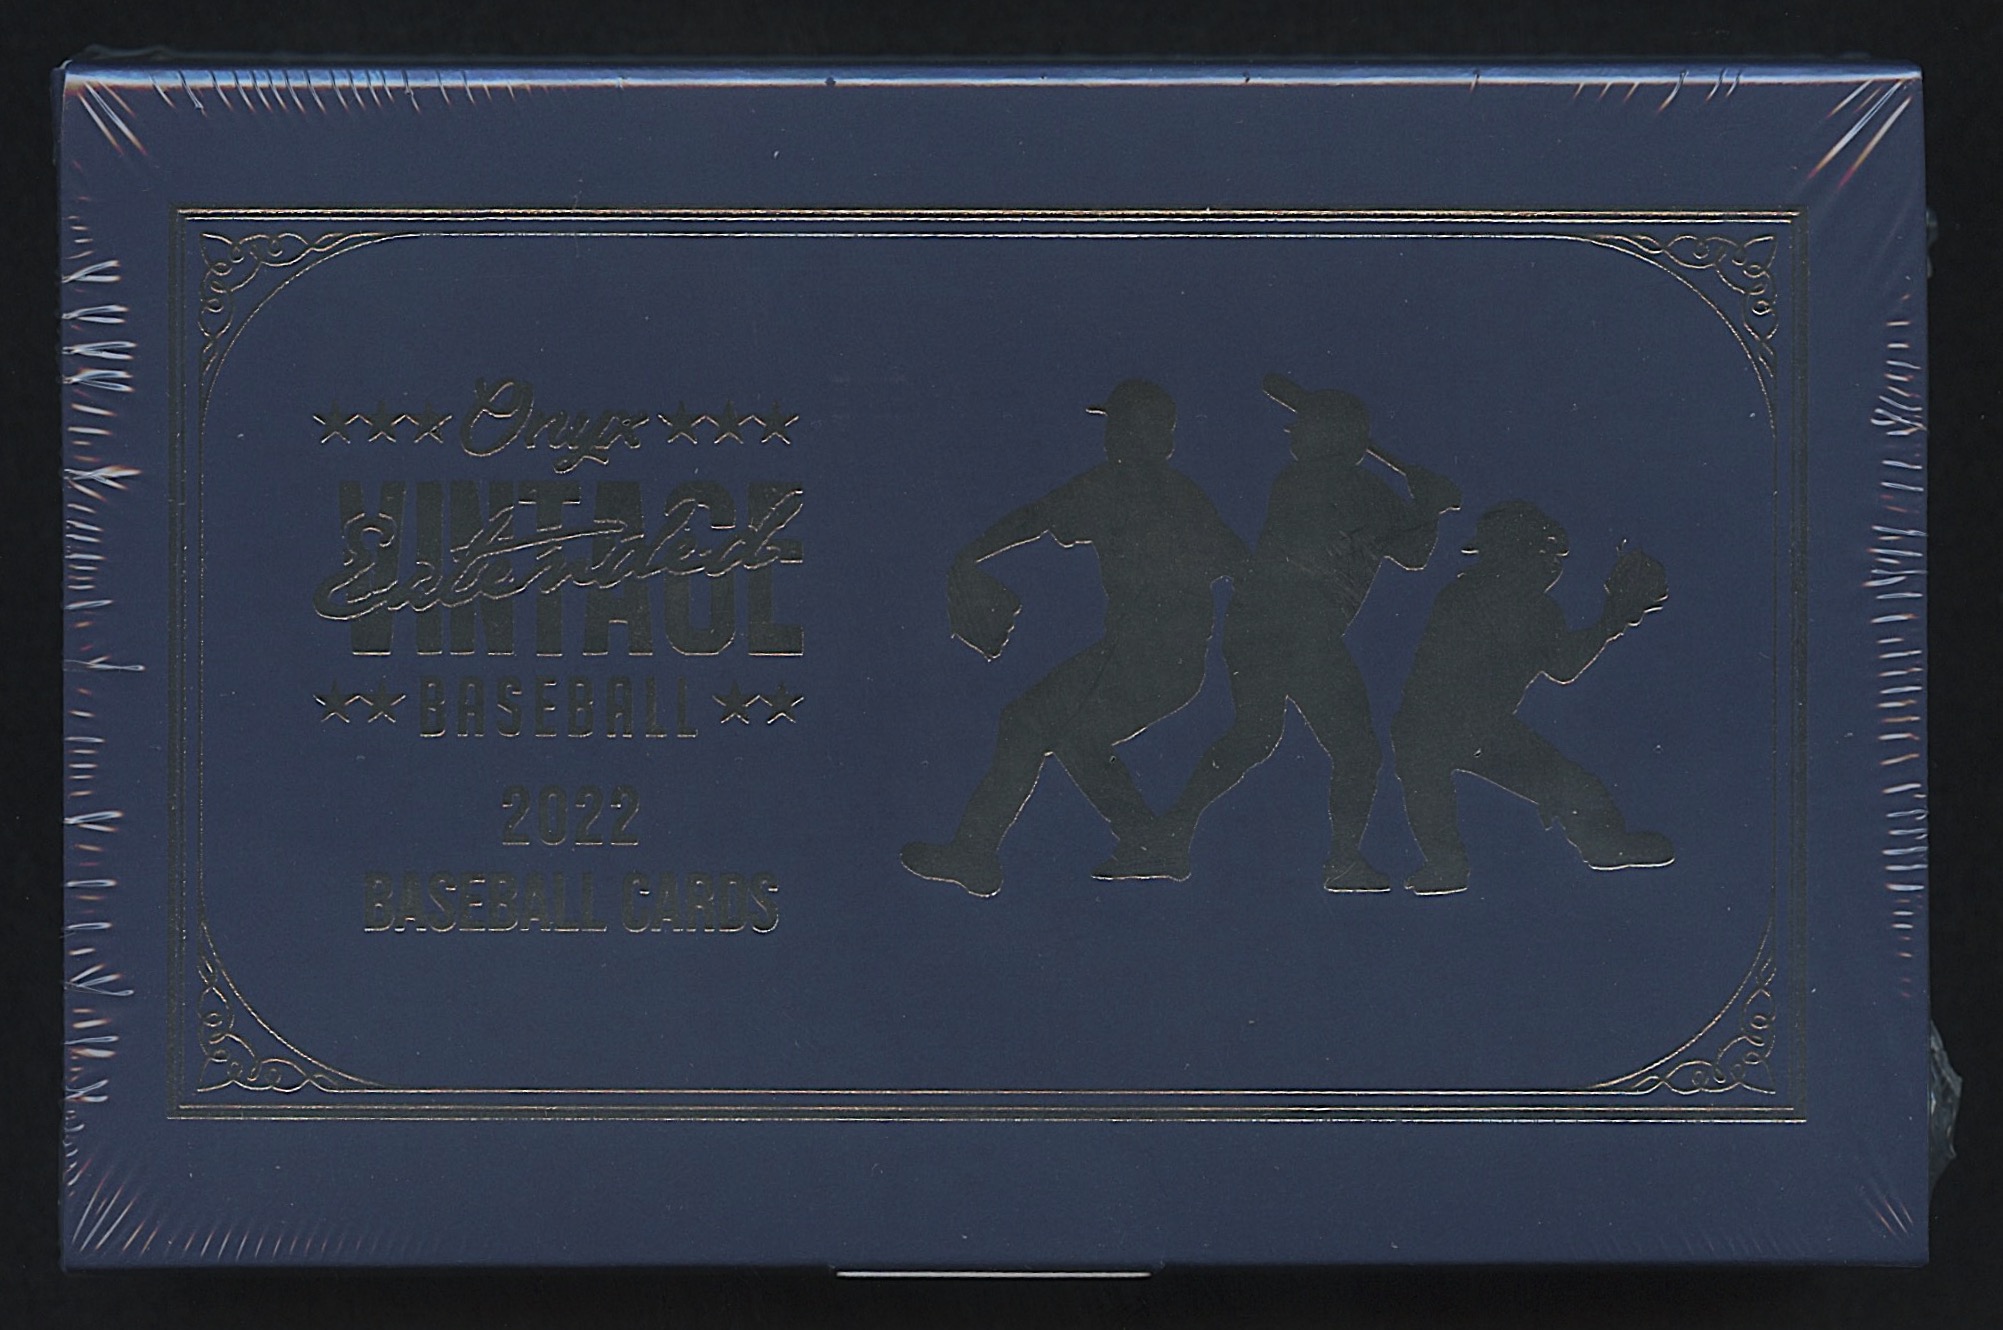 ★★★ Onyx ★★★
VINTAGE
Extended
★★ BASEBALL ★★
2022
BASEBALL CARDS